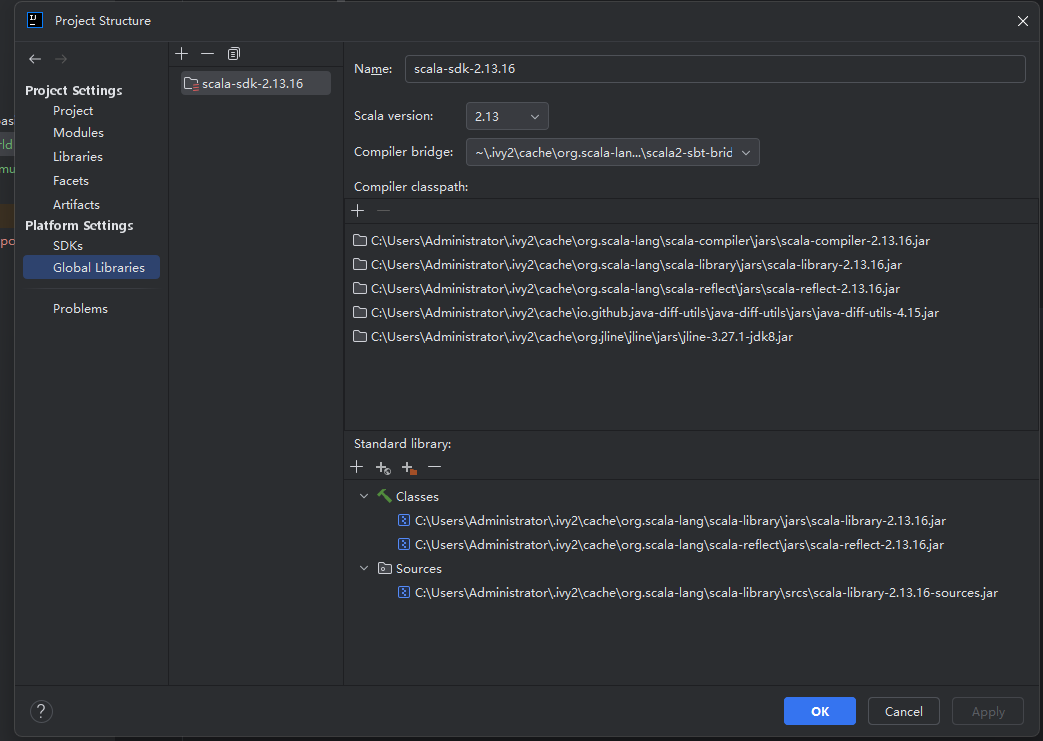 Project Structure
Project Settings
Project
Modules
Libraries
Facets
Artifacts
Platform Settings
SDKs
Global Libraries
Problems
scala-sdk-2.13.16
Name:
scala-sdk-2.13.16
Scala version:
2.13
Compiler bridge:
~\.ivy2\cache\org.scala-lan...\scala2-sbt-brid
Compiler classpath:
C:\Users\Administrator\.ivy2\cache\org.scala-lang\scala-compiler\jars\scala-compiler-2.13.16.jar
C:\Users\Administrator\.ivy2\cache\org.scala-lang\scala-library\jars\scala-library-2.13.16.jar
C:\Users\Administrator\.ivy2\cache\org.scala-lang\scala-reflect\jars\scala-reflect-2.13.16.jar
C:\Users\Administrator\.ivy2\cache\io.github.java-diff-utils\java-diff-utils\jars\java-diff-utils-4.15.jar
C:\Users\Administrator\.ivy2\cache\org.jline\jline\jars\jline-3.27.1-jdk8.jar
Standard library:
Classes
C:\Users\Administrator\.ivy2\cache\org.scala-lang\scala-library\jars\scala-library-2.13.16.jar
C:\Users\Administrator\.ivy2\cache\org.scala-lang\scala-reflect\jars\scala-reflect-2.13.16.jar
Sources
C:\Users\Administrator\.ivy2\cache\org.scala-lang\scala-library\srcs\scala-library-2.13.16-sources.jar
?
OK
Cancel
Apply